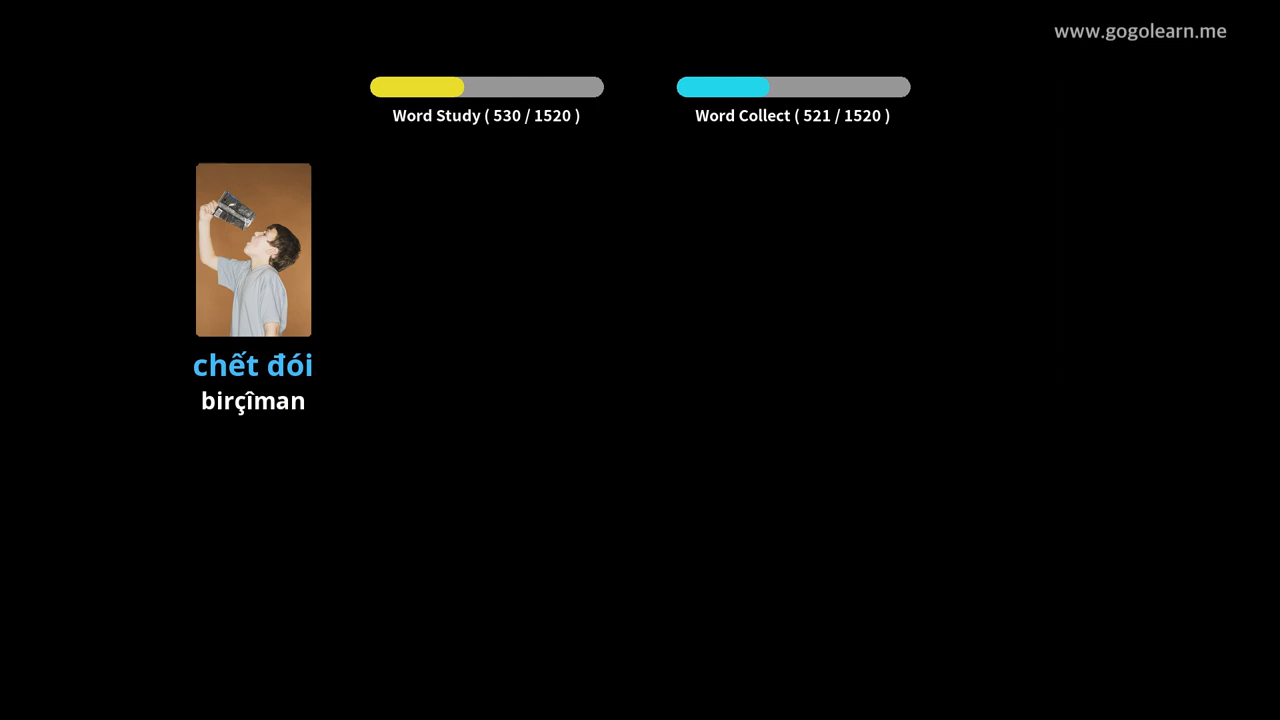 www.gogolearn.me
Word Study ( 530 / 1520 )
Word Collect ( 521 / 1520 )
chết đói
birçîman